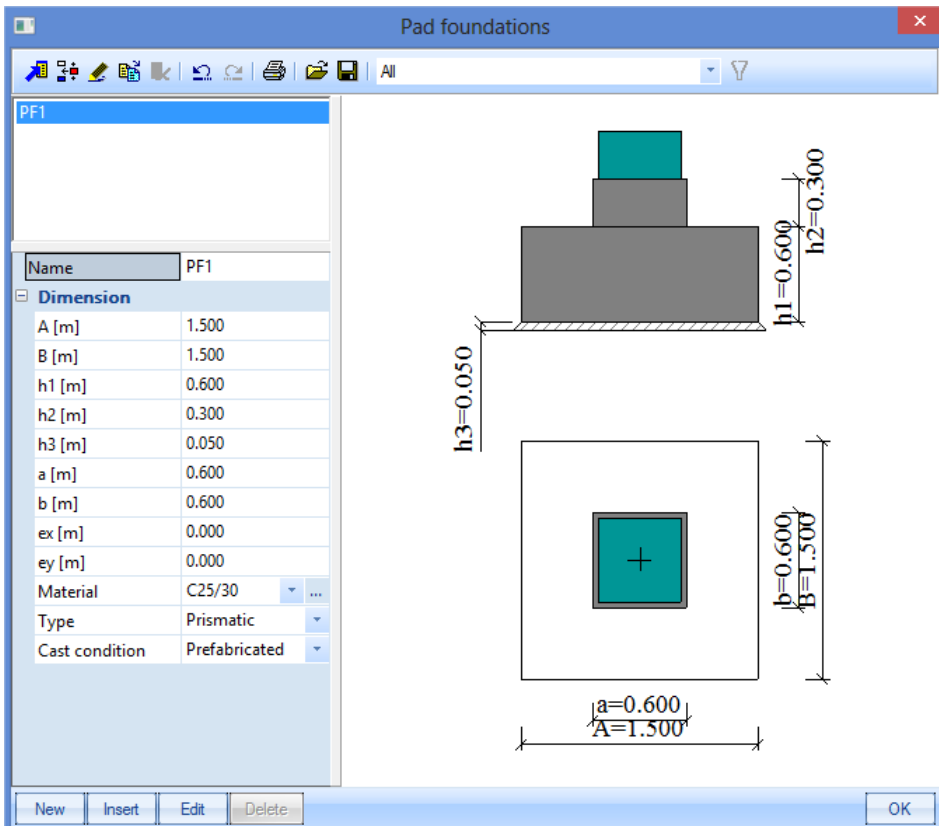 Pad foundations
All
PF1
Name PF1
Dimension
A [m] 1.500
B [m] 1.500
h1 [m] 0.600
h2 [m] 0.300
h3 [m] 0.050
a [m] 0.600
b [m] 0.600
ex [m] 0.000
ey [m] 0.000
Material C25/30 ...
Type Prismatic
Cast condition Prefabricated
h2=0.300
h1=0.600
h3=0.050
b=0.600
B=1.500
a=0.600
A=1.500
New Insert Edit Delete OK